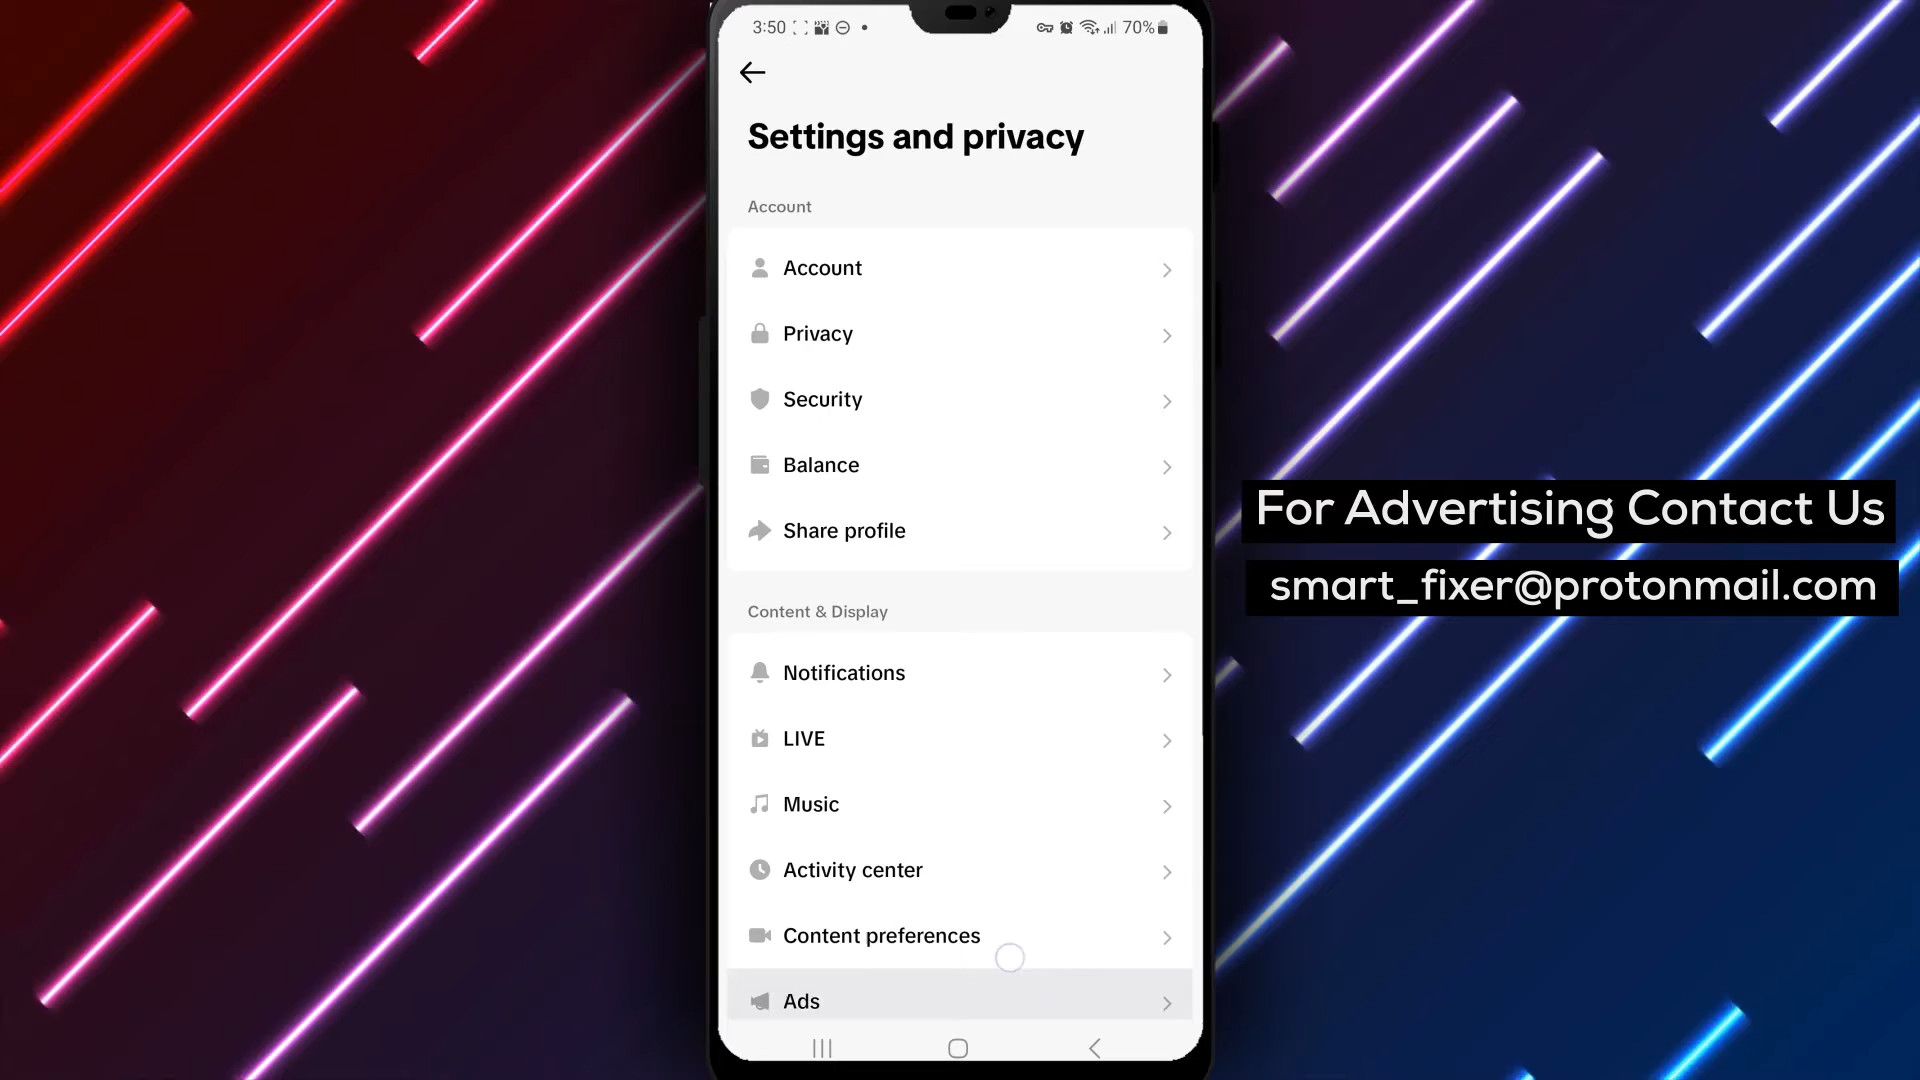 3:50
70%
Settings and privacy
Account
Account
Privacy
Security
Balance
Share profile
For Advertising Contact Us
smart_fixer@protonmail.com
Content & Display
Notifications
LIVE
Music
Activity center
Content preferences
Ads